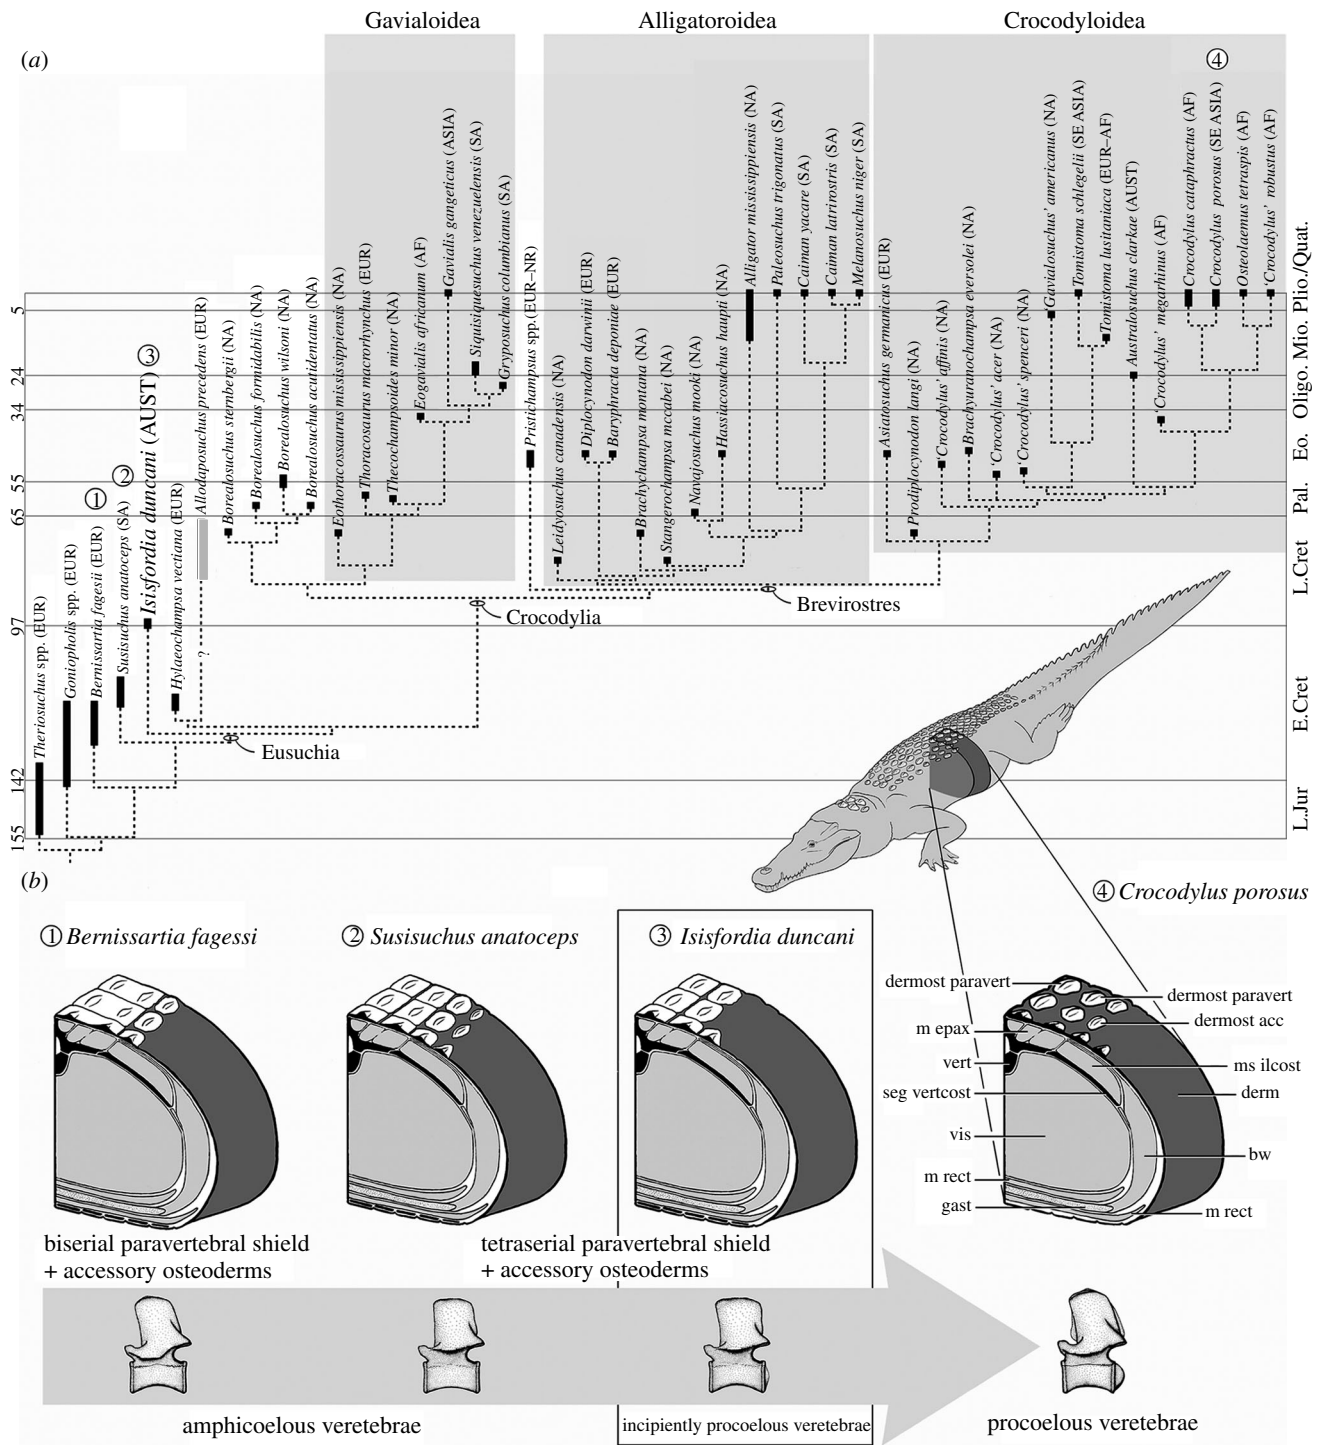 Gavialoidea
Alligatoroidea
Crocodyloidea
(a)
④
Theriosuchus spp. (EUR)
Goniopholis spp. (EUR)
①
Bernissartia fagesii (EUR)
②
Susisuchus anatoceps (SA)
③
Isisfordia duncani (AUST)
Hylaeochampsa vectiana (EUR)
Allodaposuchus precedens (EUR)
?
Borealosuchus sternbergii (NA)
Borealosuchus formidabilis (NA)
Borealosuchus wilsoni (NA)
Borealosuchus acutidentatus (NA)
Eothoracossaurus mississippiensis (NA)
Thoracosaurus macrorhynchus (EUR)
Thecochampsoides minor (NA)
Eogavialis africanum (AF)
Gavialis gangeticus (ASIA)
Siquisiquesuchus venezuelensis (SA)
Gryposuchus columbianus (SA)
Pristichampsus spp.(EUR–NR)
Leidyosuchus canadensis (NA)
Diplocynodon darwinii (EUR)
Baryphracta deponiae (EUR)
Brachychampsa montana (NA)
Stangerochampsa mccabei (NA)
Navajosuchus mooki (NA)
Hassiacosuchus haupti (NA)
Alligator mississippiensis (NA)
Paleosuchus trigonatus (SA)
Caiman yacare (SA)
Caiman latrirostris (SA)
Melanosuchus niger (SA)
Asiatosuchus germanicus (EUR)
Prodiplocynodon langi (NA)
‘Crocodylus’ affinis (NA)
Brachyuranochampsa eversolei (NA)
‘Crocodylus’ acer (NA)
‘Crocodylus’ spenceri (NA)
‘Gavialosuchus’ americanus (NA)
Tomistoma schlegelii (SE ASIA)
Tomistoma lusitaniaca (EUR–AF)
Australosuchus clarkae (AUST)
‘Crocodylus’ megarhinus (AF)
Crocodylus cataphractus (AF)
Crocodylus porosus (SE ASIA)
Osteolaemus tetraspis (AF)
‘Crocodylus’ robustus (AF)
5
24
34
55
65
97
142
155
Plio./Quat.
Mio.
Oligo.
Eo.
Pal.
L.Cret
E.Cret
L.Jur
Crocodylia
Brevirostres
Eusuchia
(b)
① Bernissartia fagessi
② Susisuchus anatoceps
③ Isisfordia duncani
④ Crocodylus porosus
dermost paravert
dermost paravert
dermost acc
m epax
vert
ms ilcost
seg vertcost
derm
vis
bw
m rect
gast
m rect
biserial paravertebral shield
+ accessory osteoderms
tetraserial paravertebral shield
+ accessory osteoderms
amphicoelous veretebrae
incipiently procoelous veretebrae
procoelous veretebrae